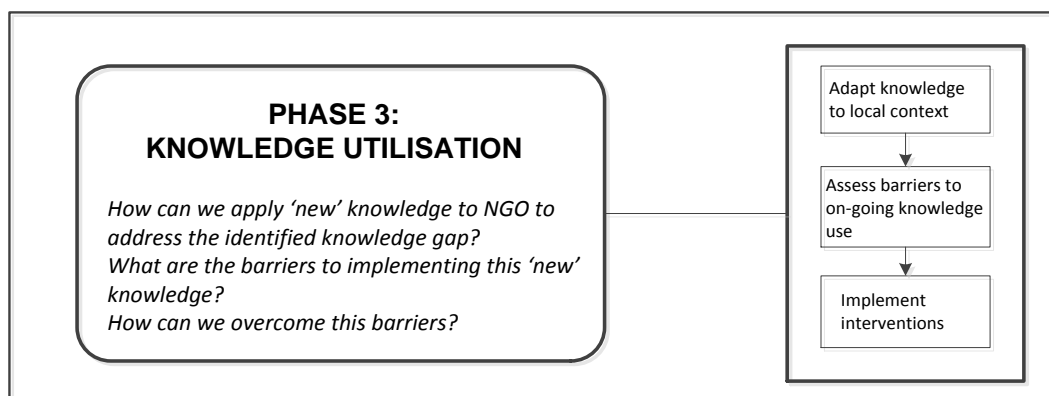 PHASE 3:
KNOWLEDGE UTILISATION
How can we apply ‘new’ knowledge to NGO to
address the identified knowledge gap?
What are the barriers to implementing this ‘new’
knowledge?
How can we overcome this barriers?
Adapt knowledge
to local context
Assess barriers to
on-going knowledge
use
Implement
interventions